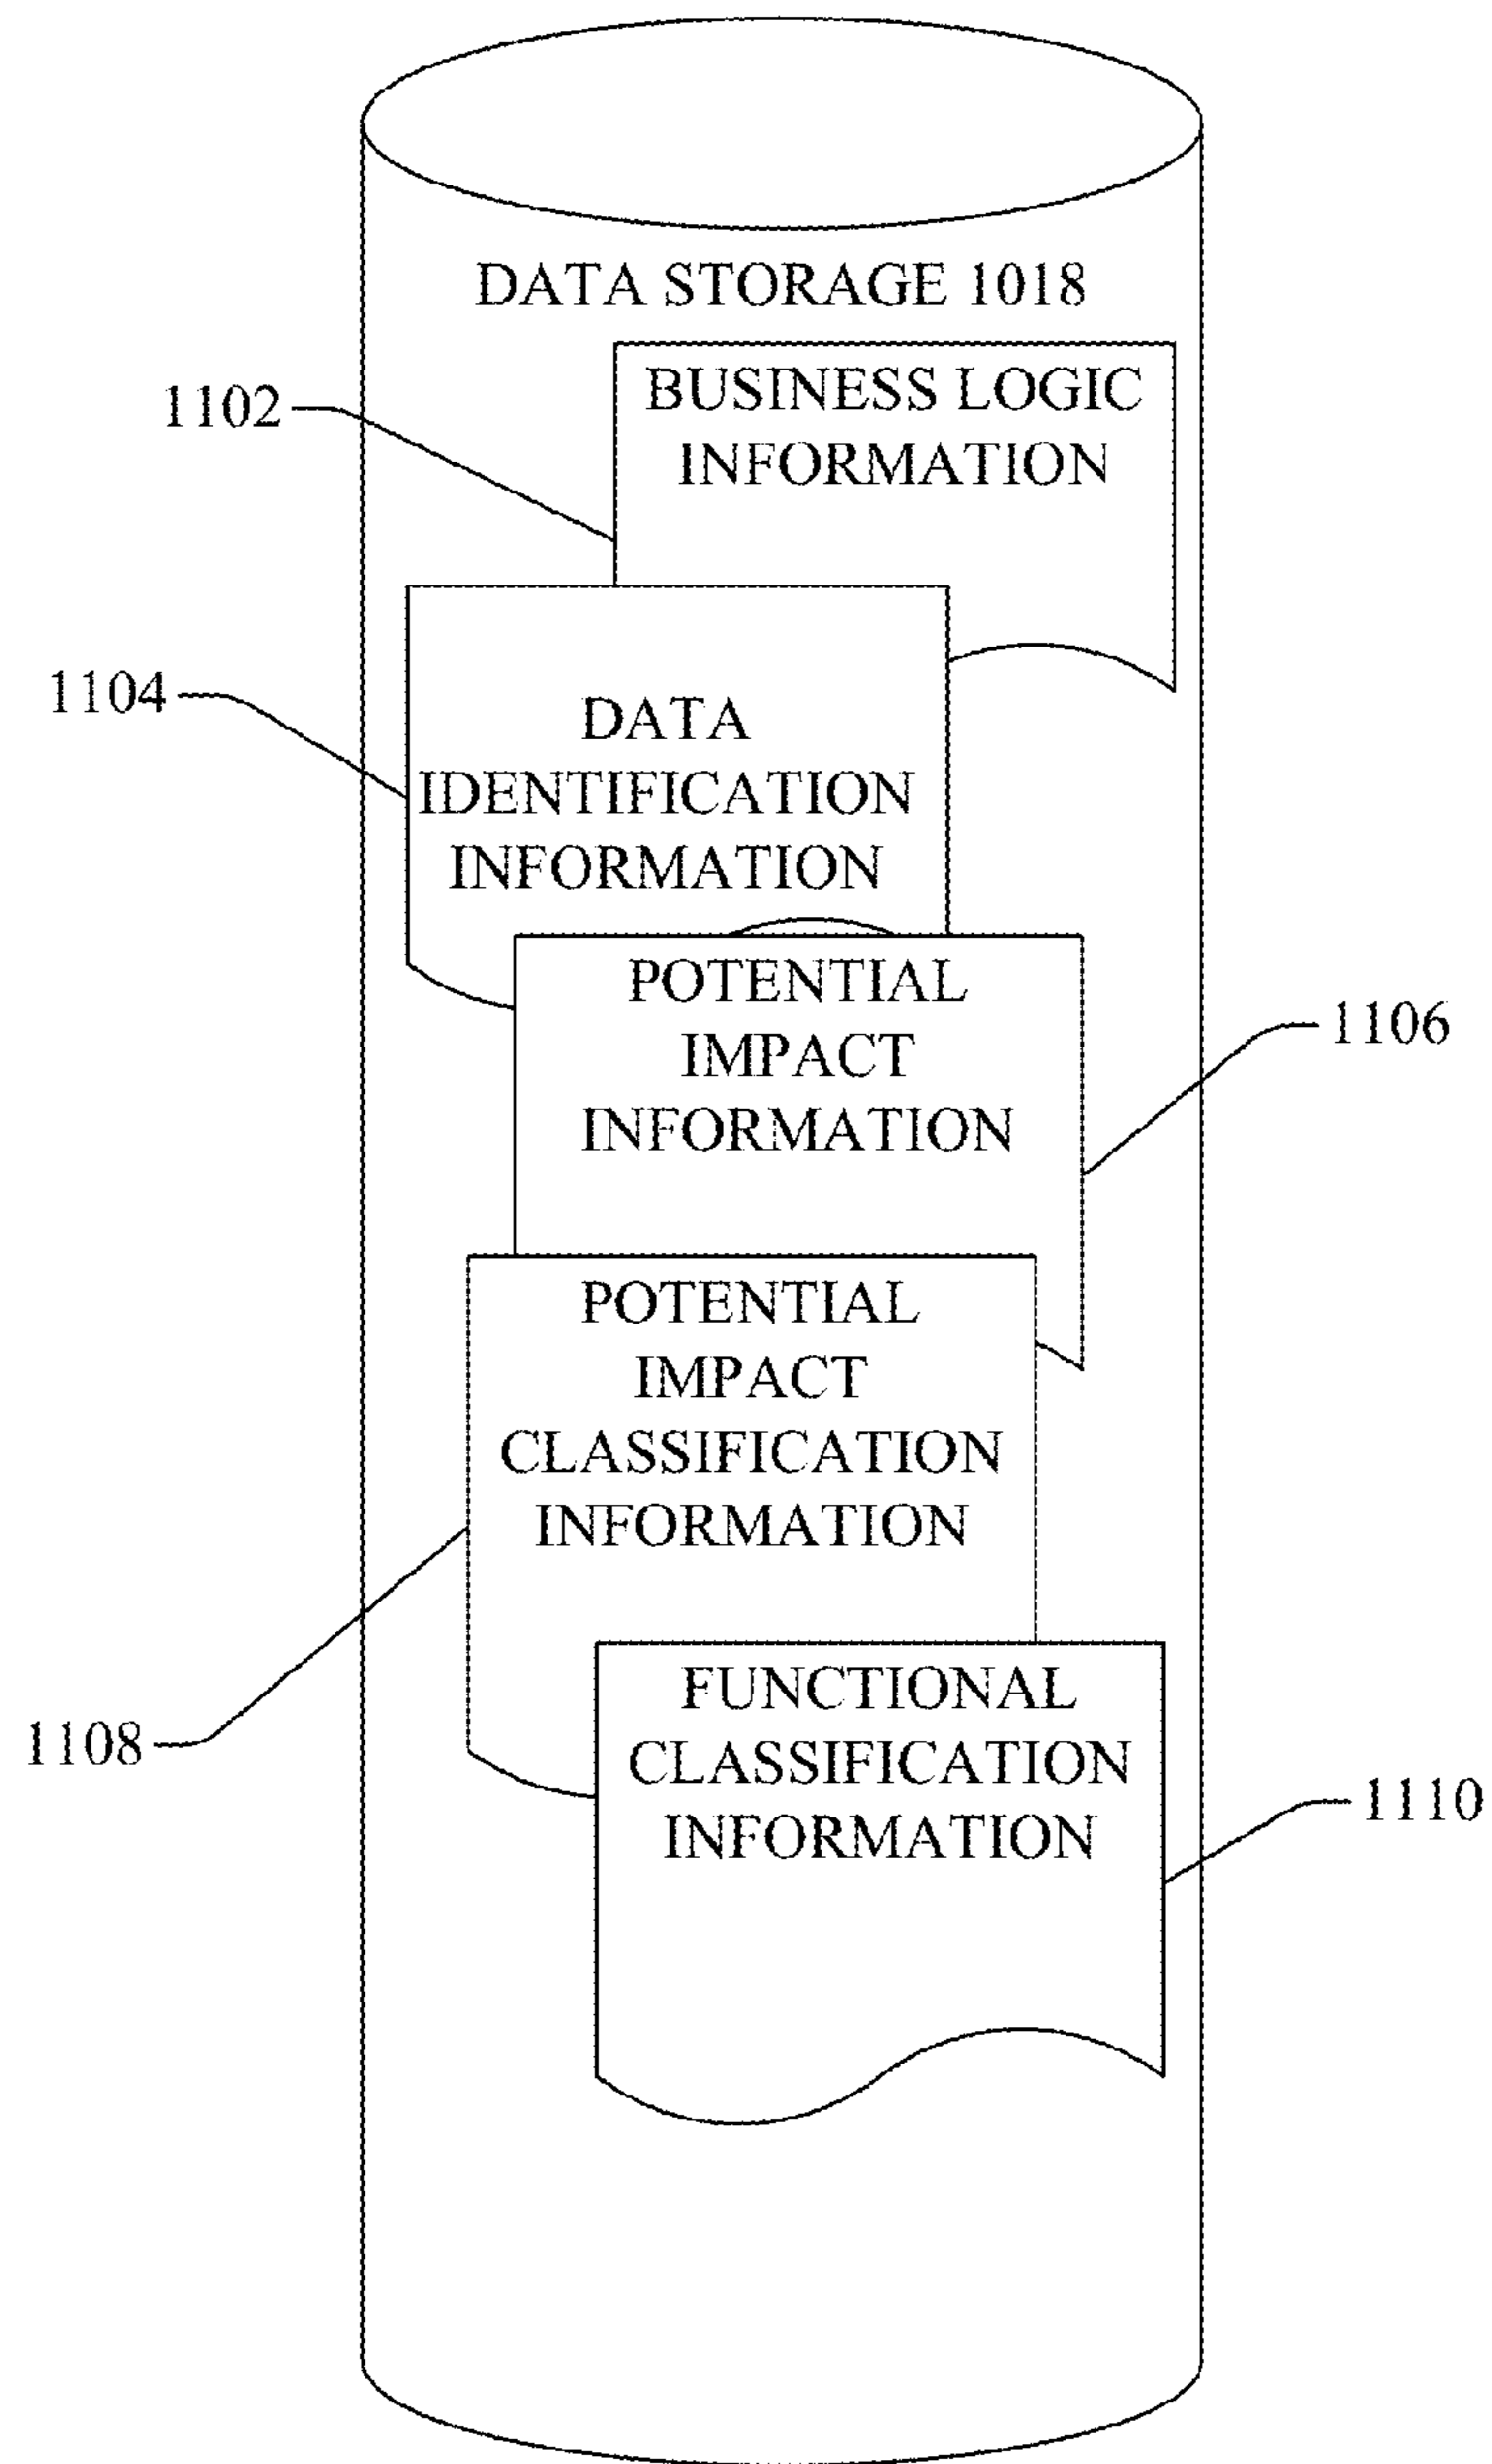 DATA STORAGE 1018
1102
BUSINESS LOGIC
INFORMATION
1104
DATA
IDENTIFICATION
INFORMATION
POTENTIAL
IMPACT
INFORMATION
1106
POTENTIAL
IMPACT
CLASSIFICATION
INFORMATION
1108
FUNCTIONAL
CLASSIFICATION
INFORMATION
1110